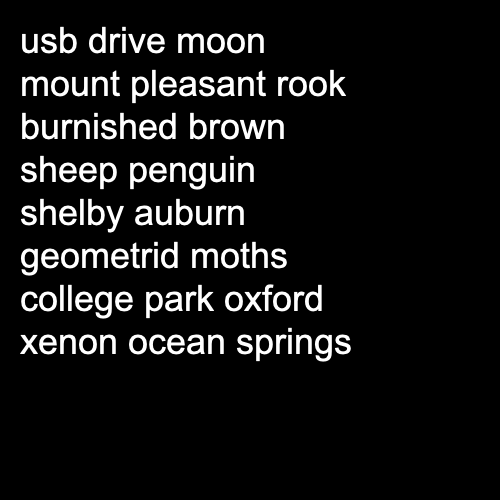 usb drive moon
mount pleasant rook
burnished brown
sheep penguin
shelby auburn
geometrid moths
college park oxford
xenon ocean springs